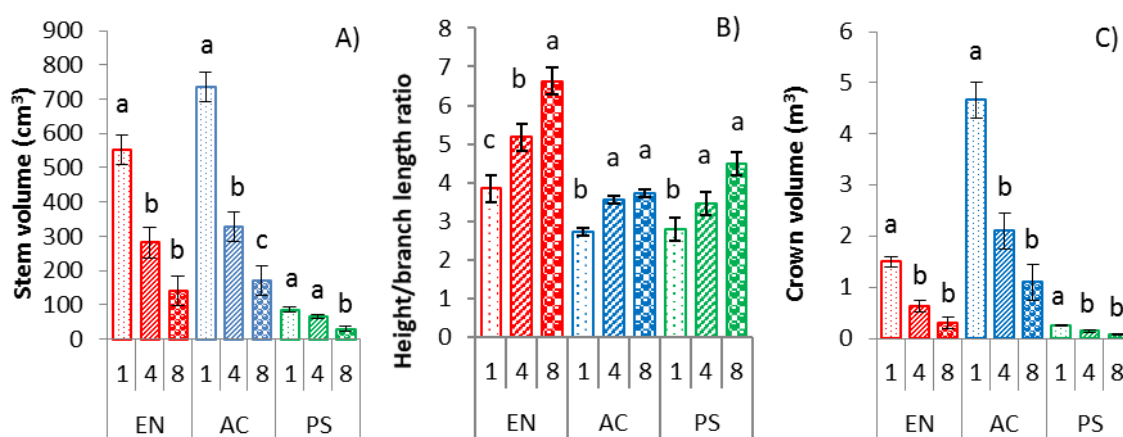 A)
Stem volume (cm³)
900
800
700
600
500
400
300
200
100
0
a b b a b c a a b
1 4 8 1 4 8 1 4 8
EN AC PS
B)
Height/branch length ratio
8
7
6
5
4
3
2
1
0
c b a b a a b a a
1 4 8 1 4 8 1 4 8
EN AC PS
C)
Crown volume (m³)
6
5
4
3
2
1
0
a b b a b b a b b
1 4 8 1 4 8 1 4 8
EN AC PS